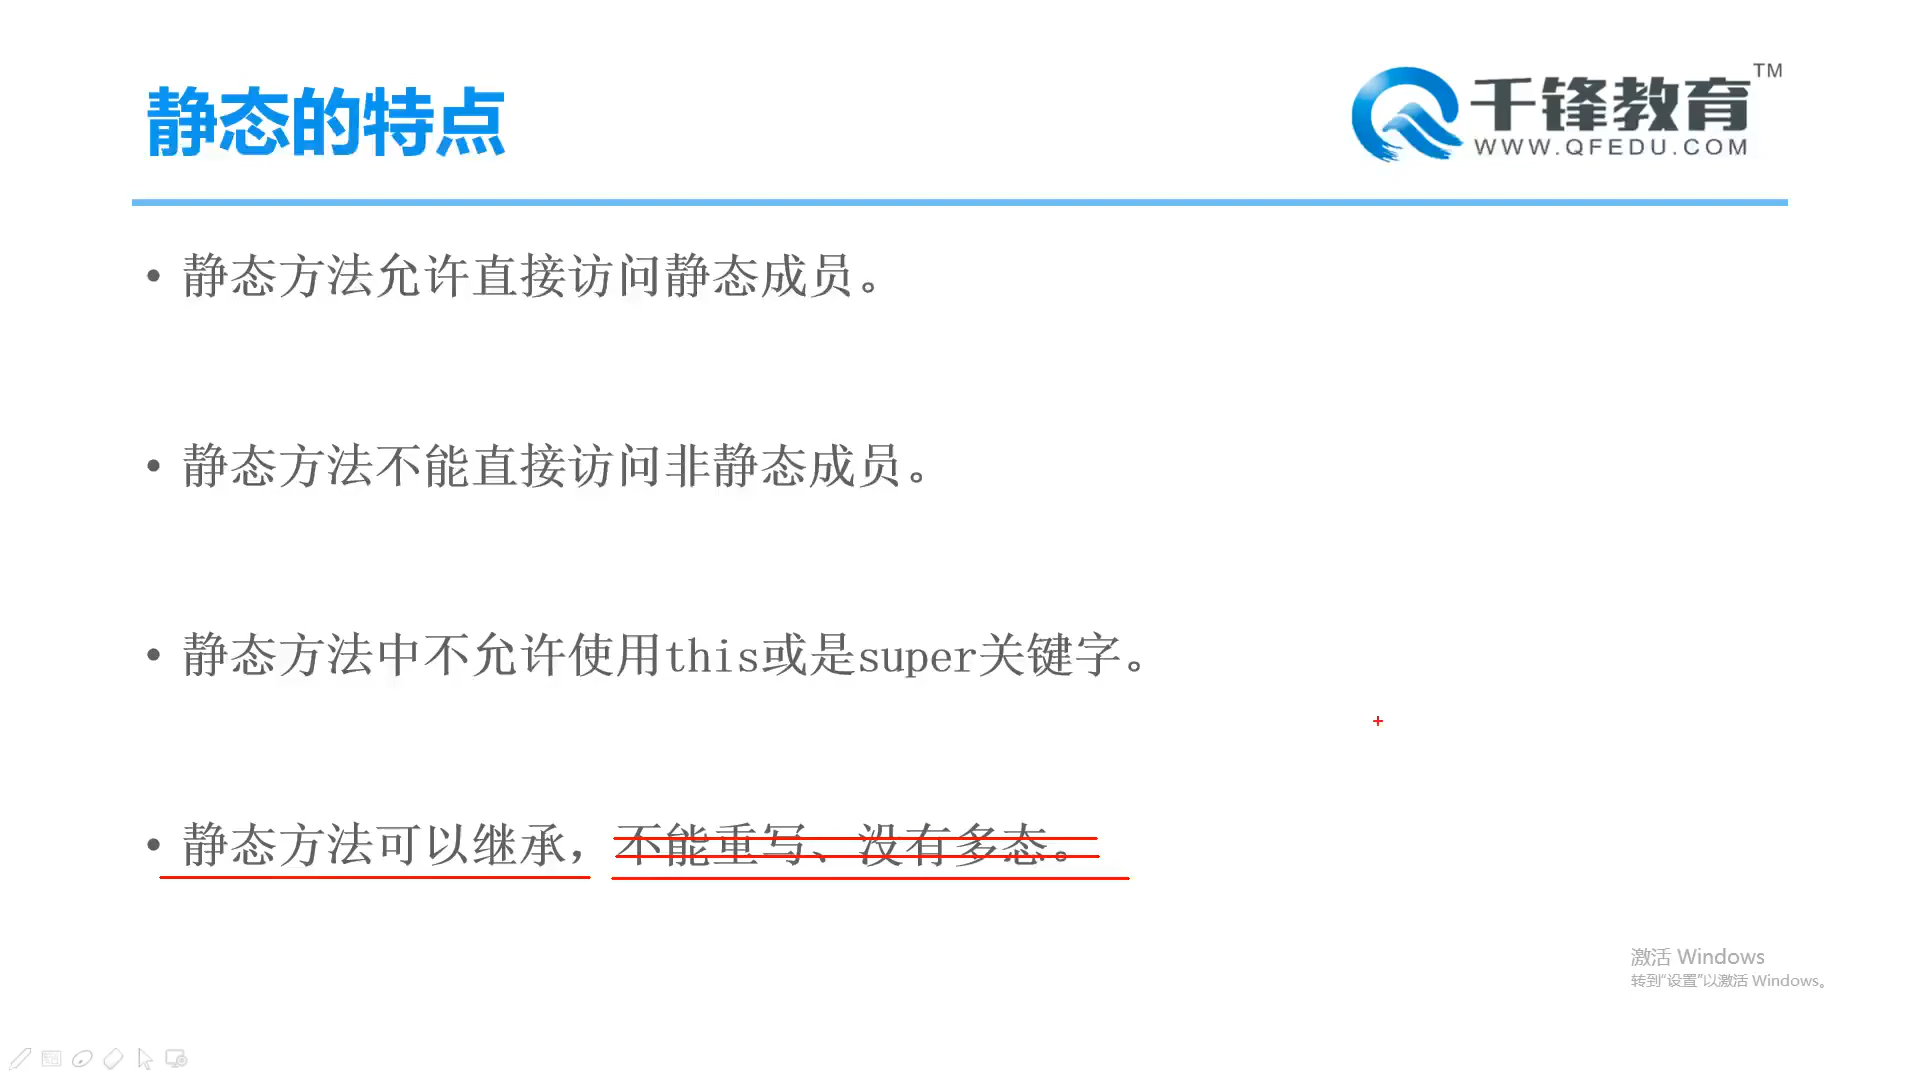 静态的特点
千锋教育TM
WWW.QFEDU.COM
• 静态方法允许直接访问静态成员。
• 静态方法不能直接访问非静态成员。
• 静态方法中不允许使用this或是super关键字。
• 静态方法可以继承，不能重写、没有多态。
激活 Windows
转到“设置”以激活 Windows。